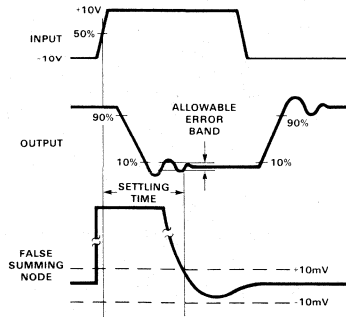 +10V
50%
INPUT
-10V
ALLOWABLE
ERROR
BAND
90%
90%
OUTPUT
10%
10%
SETTLING
TIME
FALSE
SUMMING
NODE
+10mV
-10mV